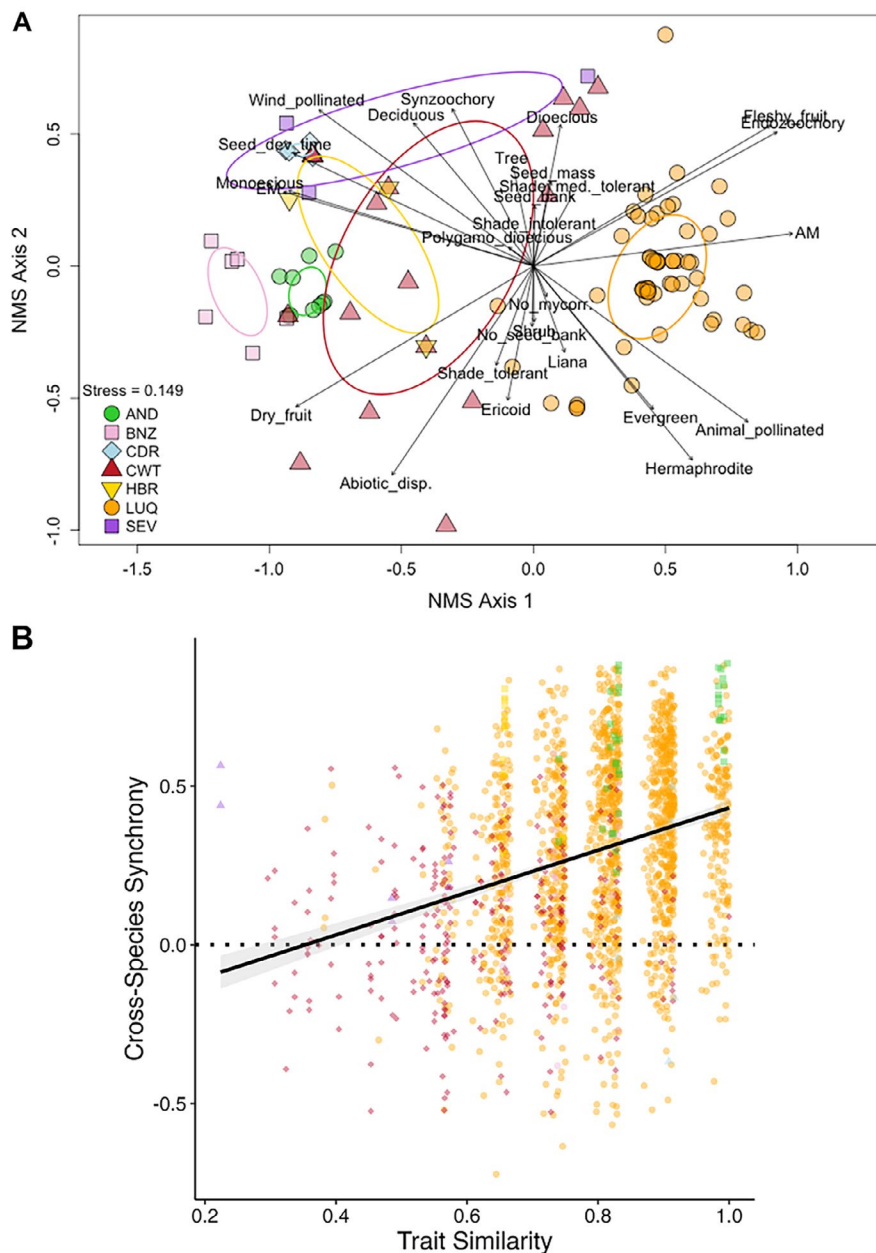 A
Wind_pollinated
Synzoochory
Deciduous
Dioecious
Fleshy_fruit
Endozoochory
Seed_dev_time
Tree
Seed_mass
Monoecious
EM
Shade_med._tolerant
Seed_bank
Shade_intolerant
Polygamo_dioecious
AM
No_mycorr.
Shrub
No_seed_bank
Liana
Shade_tolerant
Ericoid
Dry_fruit
Evergreen
Animal_pollinated
Hermaphrodite
Abiotic_disp.
Stress = 0.149
AND
BNZ
CDR
CWT
HBR
LUQ
SEV
NMS Axis 2
0.5
0.0
-0.5
-1.0
-1.5 -1.0 -0.5 0.0 0.5 1.0
NMS Axis 1
B
Cross-Species Synchrony
0.5
0.0
-0.5
0.2 0.4 0.6 0.8 1.0
Trait Similarity